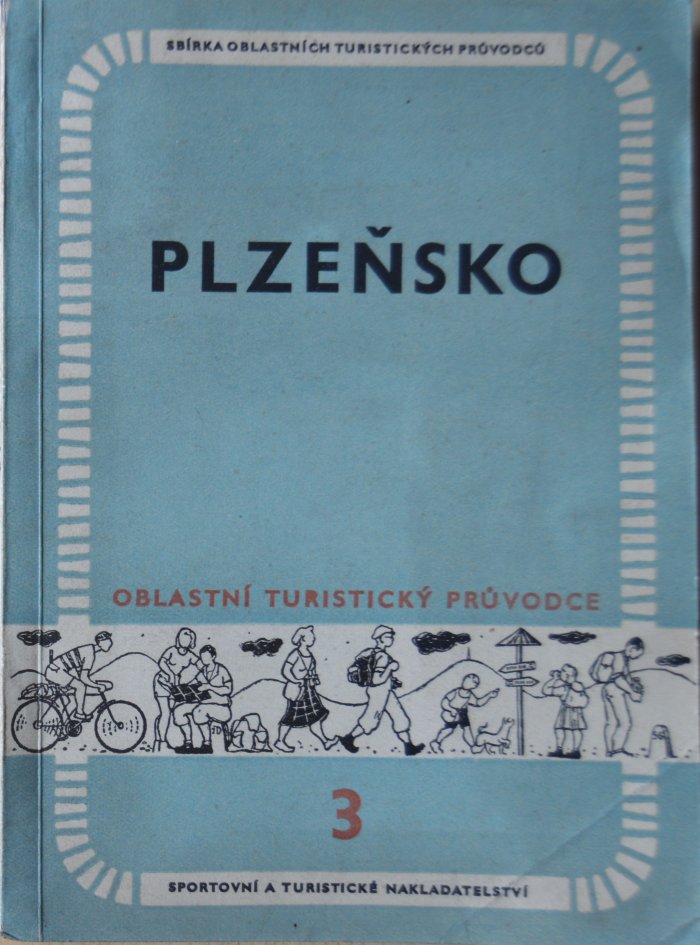 SBÍRKA OBLASTNÍCH TURISTICKÝCH PRŮVODCŮ
PLZEŇSKO
OBLASTNÍ TURISTICKÝ PRŮVODCE
3
SPORTOVNÍ A TURISTICKÉ NAKLADATELSTVÍ